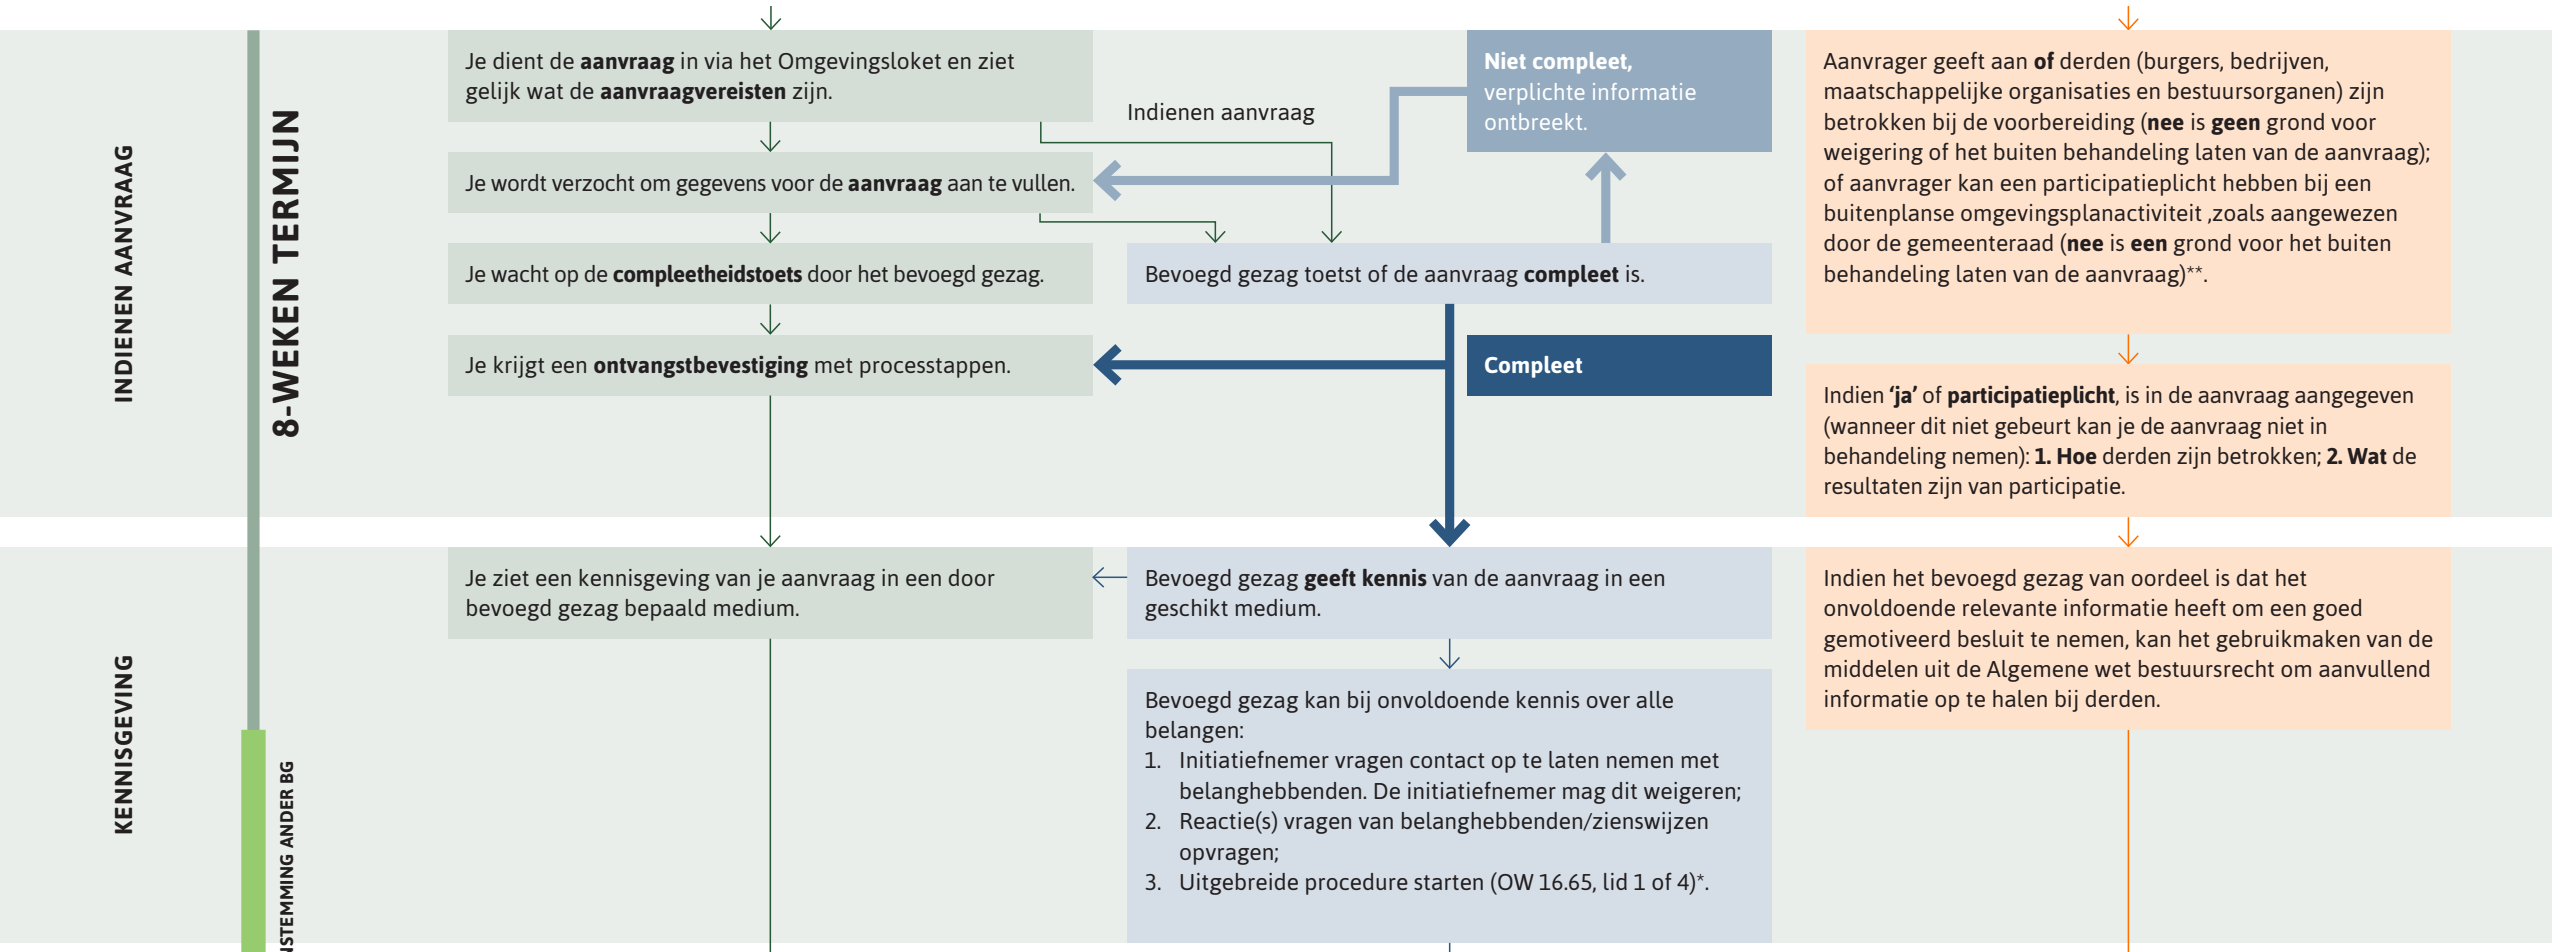 INDIENEN AANVRAAG
8-WEKEN TERMIJN
Je dient de aanvraag in via het Omgevingsloket en ziet
gelijk wat de aanvraagvereisten zijn.
Je wordt verzocht om gegevens voor de aanvraag aan te vullen.
Je wacht op de compleetheidstoets door het bevoegd gezag.
Je krijgt een ontvangstbevestiging met processtappen.
Indienen aanvraag
Niet compleet,
verplichte informatie
ontbreekt.
Bevoegd gezag toetst of de aanvraag compleet is.
Compleet
Aanvrager geeft aan of derden (burgers, bedrijven,
maatschappelijke organisaties en bestuursorganen) zijn
betrokken bij de voorbereiding (nee is geen grond voor
weigering of het buiten behandeling laten van de aanvraag);
of aanvrager kan een participatieplicht hebben bij een
buitenplanse omgevingsplanactiviteit ,zoals aangewezen
door de gemeenteraad (nee is een grond voor het buiten
behandeling laten van de aanvraag)**.
Indien ‘ja’ of participatieplicht, is in de aanvraag aangegeven
(wanneer dit niet gebeurt kan je de aanvraag niet in
behandeling nemen): 1. Hoe derden zijn betrokken; 2. Wat de
resultaten zijn van participatie.
KENNISGEVING
NSTEMMING ANDER BG
Je ziet een kennisgeving van je aanvraag in een door
bevoegd gezag bepaald medium.
Bevoegd gezag geeft kennis van de aanvraag in een
geschikt medium.
Bevoegd gezag kan bij onvoldoende kennis over alle
belangen:
1. Initiatiefnemer vragen contact op te laten nemen met
belanghebbenden. De initiatiefnemer mag dit weigeren;
2. Reactie(s) vragen van belanghebbenden/zienswijzen
opvragen;
3. Uitgebreide procedure starten (OW 16.65, lid 1 of 4)*.
Indien het bevoegd gezag van oordeel is dat het
onvoldoende relevante informatie heeft om een goed
gemotiveerd besluit te nemen, kan het gebruikmaken van de
middelen uit de Algemene wet bestuursrecht om aanvullend
informatie op te halen bij derden.